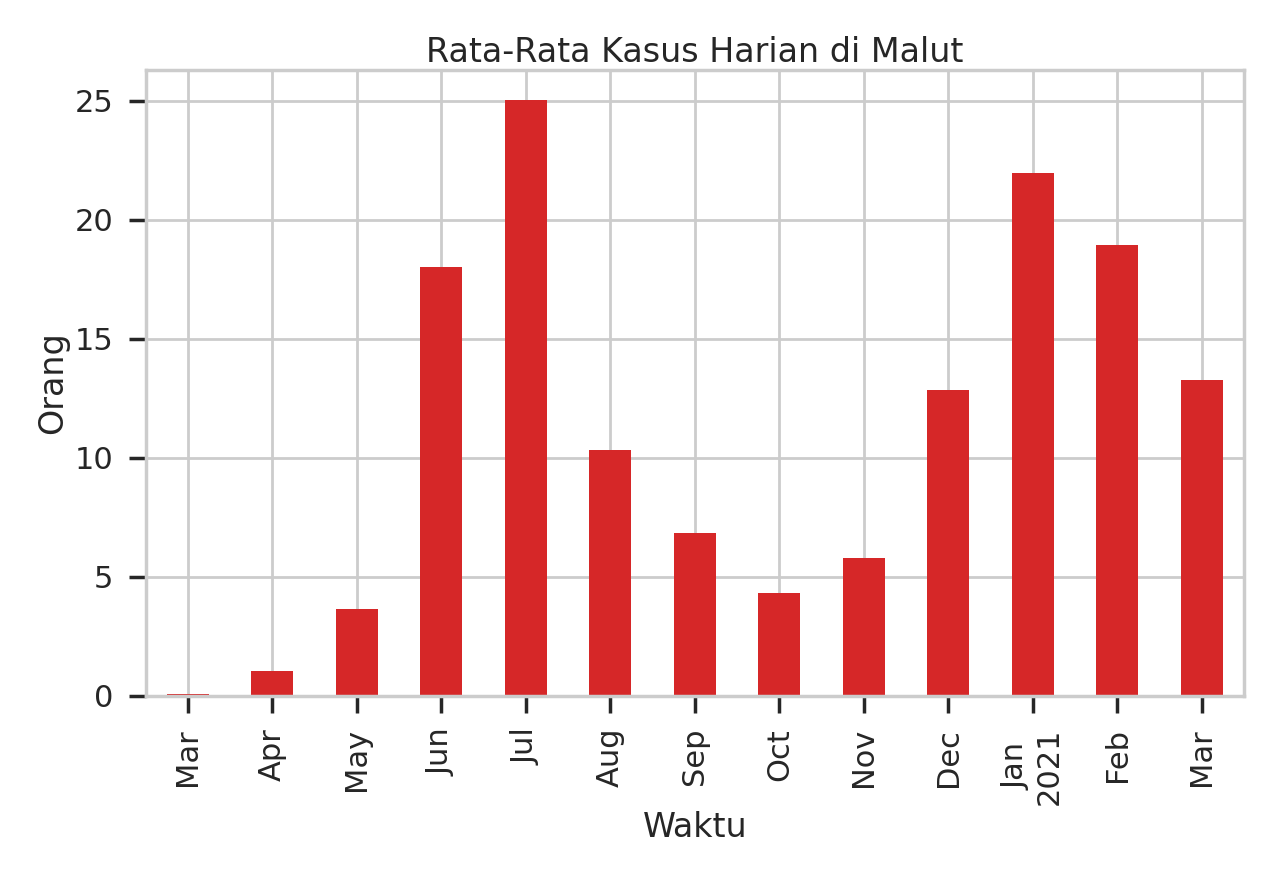 Rata-Rata Kasus Harian di Malut
25
20
15
10
5
0
Orang
Mar
Apr
May
Jun
Jul
Aug
Sep
Oct
Nov
Dec
Jan
2021
Feb
Mar
Waktu